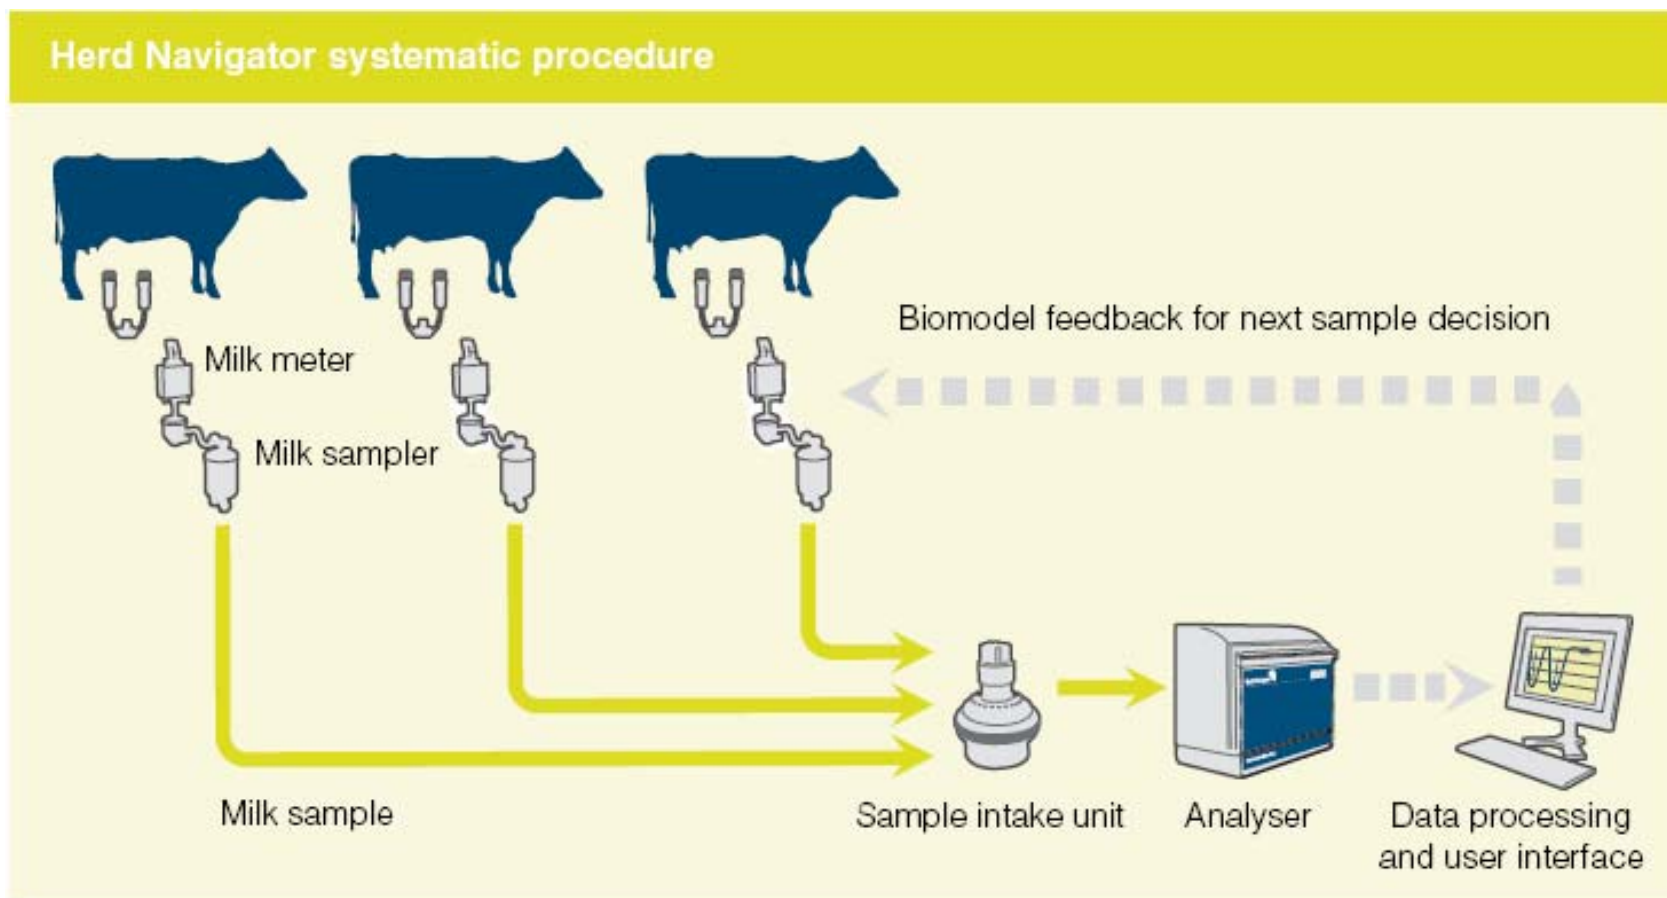 Herd Navigator systematic procedure
Biomodel feedback for next sample decision
Milk meter
Milk sampler
Milk sample
Sample intake unit
Analyser
Data processing
and user interface